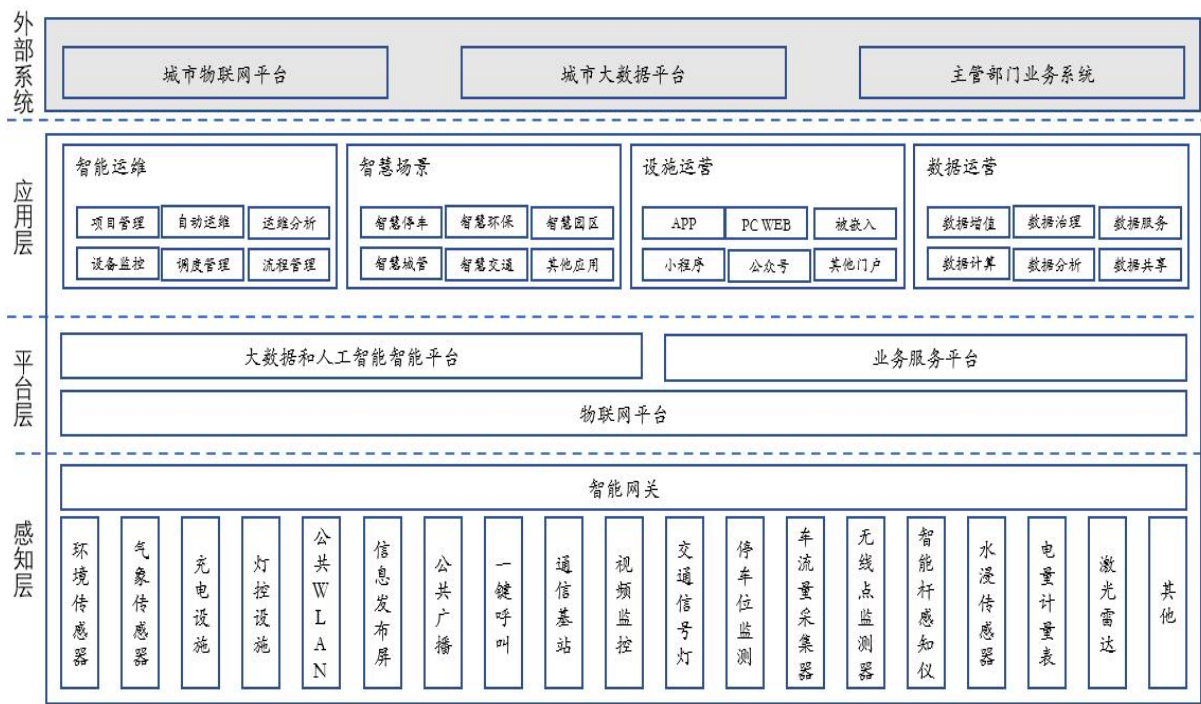 外部系统
城市物联网平台
城市大数据平台
主管部门业务系统
应用层
智能运维
项目管理
自动运维
运维分析
设备监控
调度管理
流程管理
智慧场景
智慧停车
智慧环保
智慧园区
智慧城管
智慧交通
其他应用
设施运营
APP
PC WEB
被嵌入
小程序
公众号
其他门户
数据运营
数据增值
数据治理
数据服务
数据计算
数据分析
数据共享
平台层
大数据和人工智能智能平台
业务服务平台
物联网平台
感知层
智能网关
环境传感器
气象传感器
充电设施
灯控设施
公共WLAN
信息发布屏
公共广播
一键呼叫
通信基站
视频监控
交通信号灯
停车位监测
车流量采集器
无线点监测器
智能杆感知仪
水浸传感器
电量计量表
激光雷达
其他